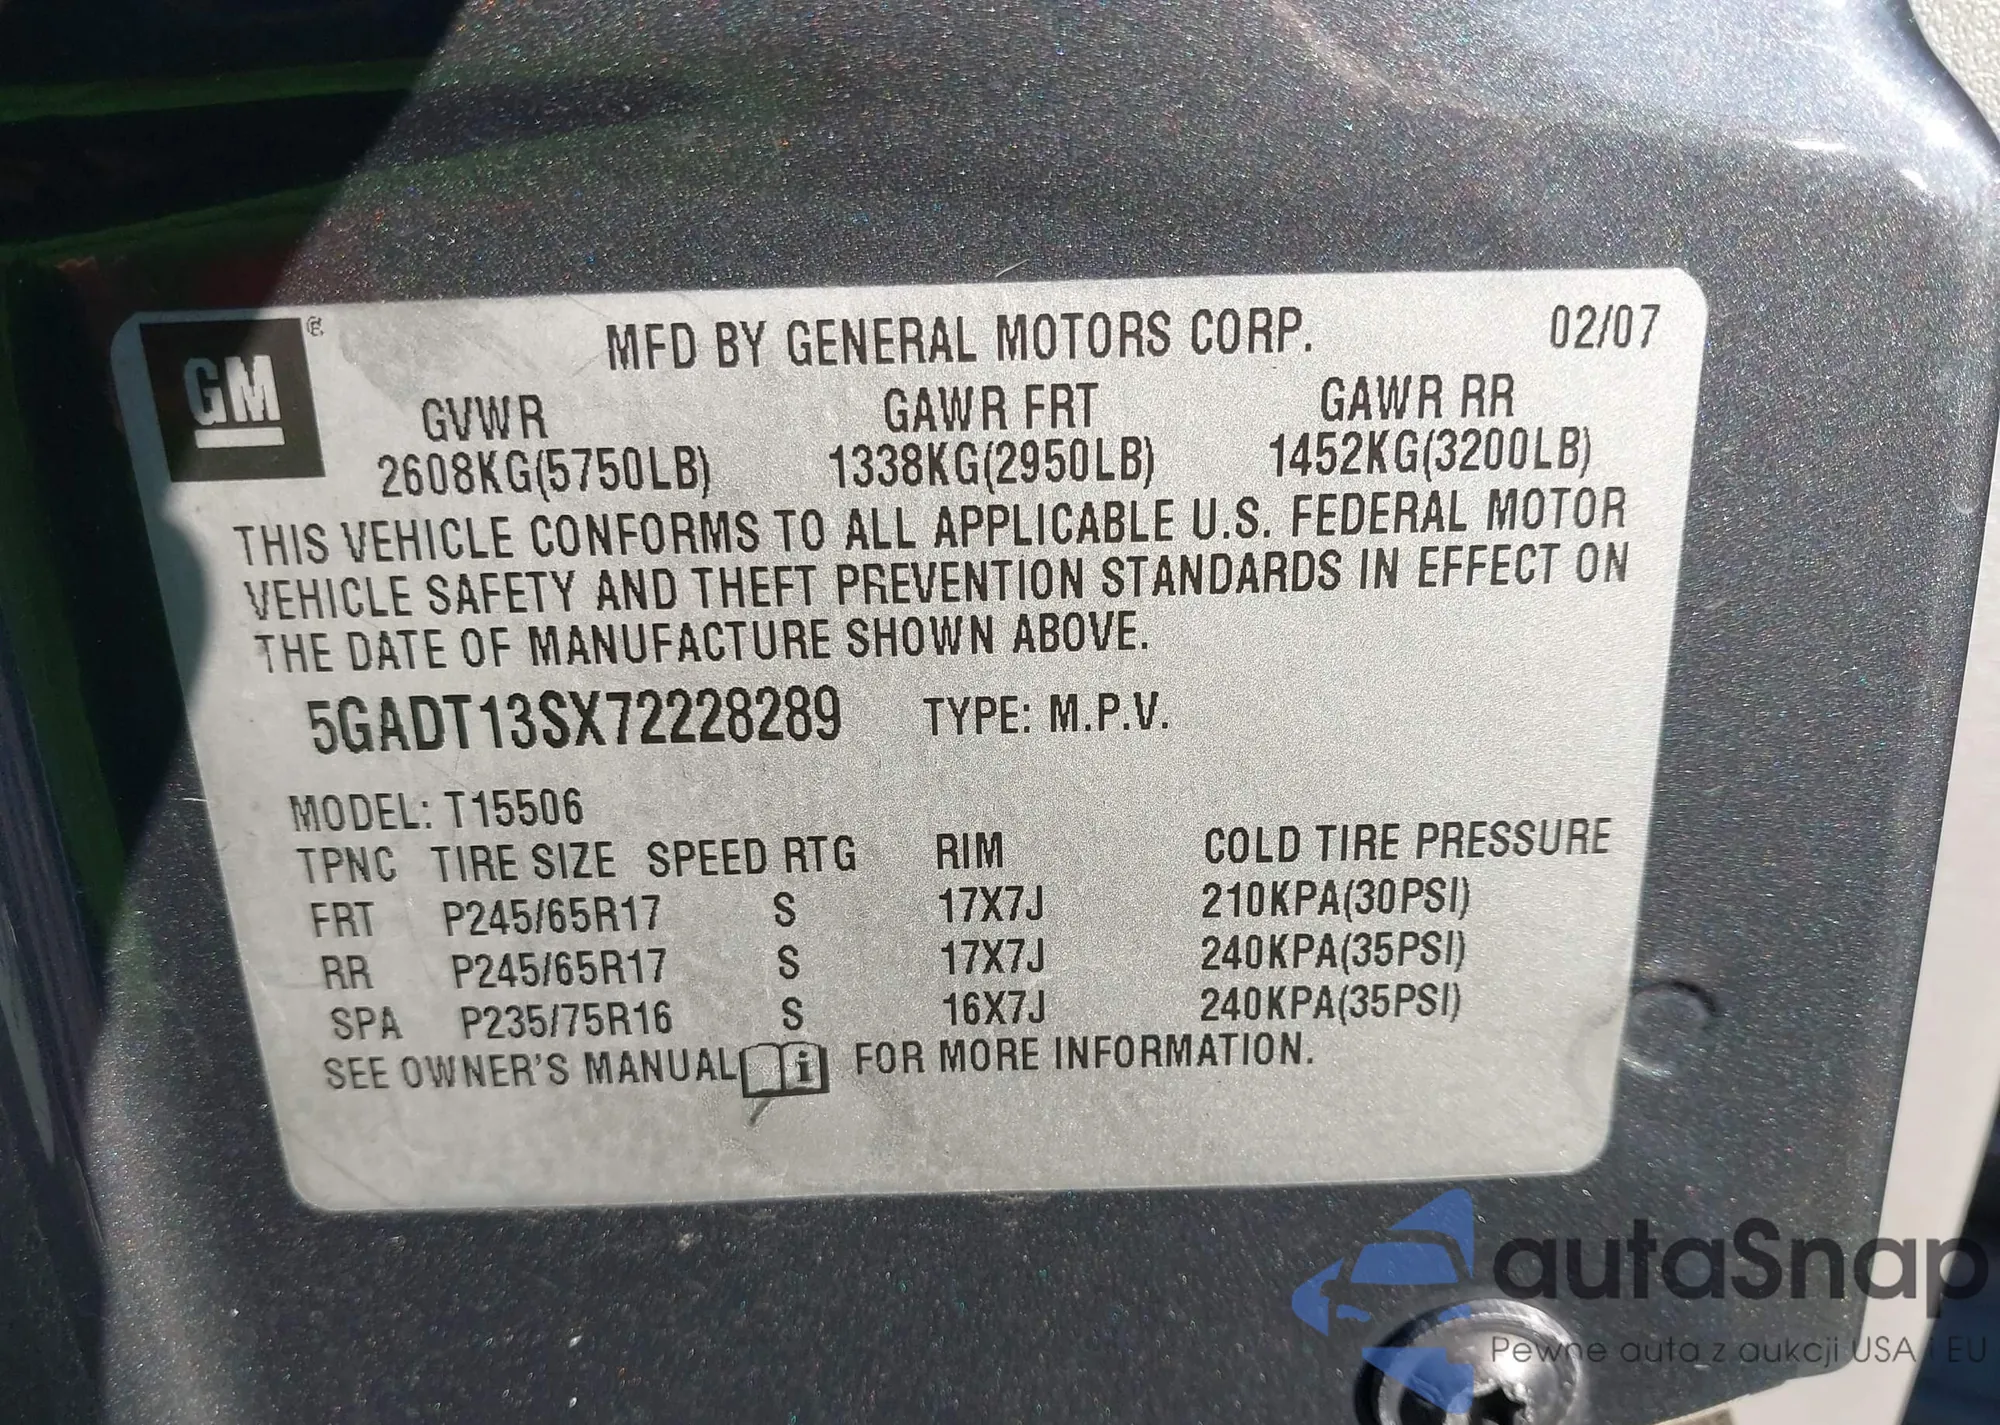 GM
MFD BY GENERAL MOTORS CORP. 02/07
GVWR GAWR FRT GAWR RR
2608KG(5750LB) 1338KG(2950LB) 1452KG(3200LB)
THIS VEHICLE CONFORMS TO ALL APPLICABLE U.S. FEDERAL MOTOR
VEHICLE SAFETY AND THEFT PREVENTION STANDARDS IN EFFECT ON
THE DATE OF MANUFACTURE SHOWN ABOVE.
5GADT13SX72228289 TYPE: M.P.V.
MODEL: T15506
TPNC TIRE SIZE SPEED RTG RIM COLD TIRE PRESSURE
FRT P245/65R17 S 17X7J 210KPA(30PSI)
RR P245/65R17 S 17X7J 240KPA(35PSI)
SPA P235/75R16 S 16X7J 240KPA(35PSI)
SEE OWNER'S MANUAL i FOR MORE INFORMATION.
autaSnap
Pewne auta z aukcji USA i EU